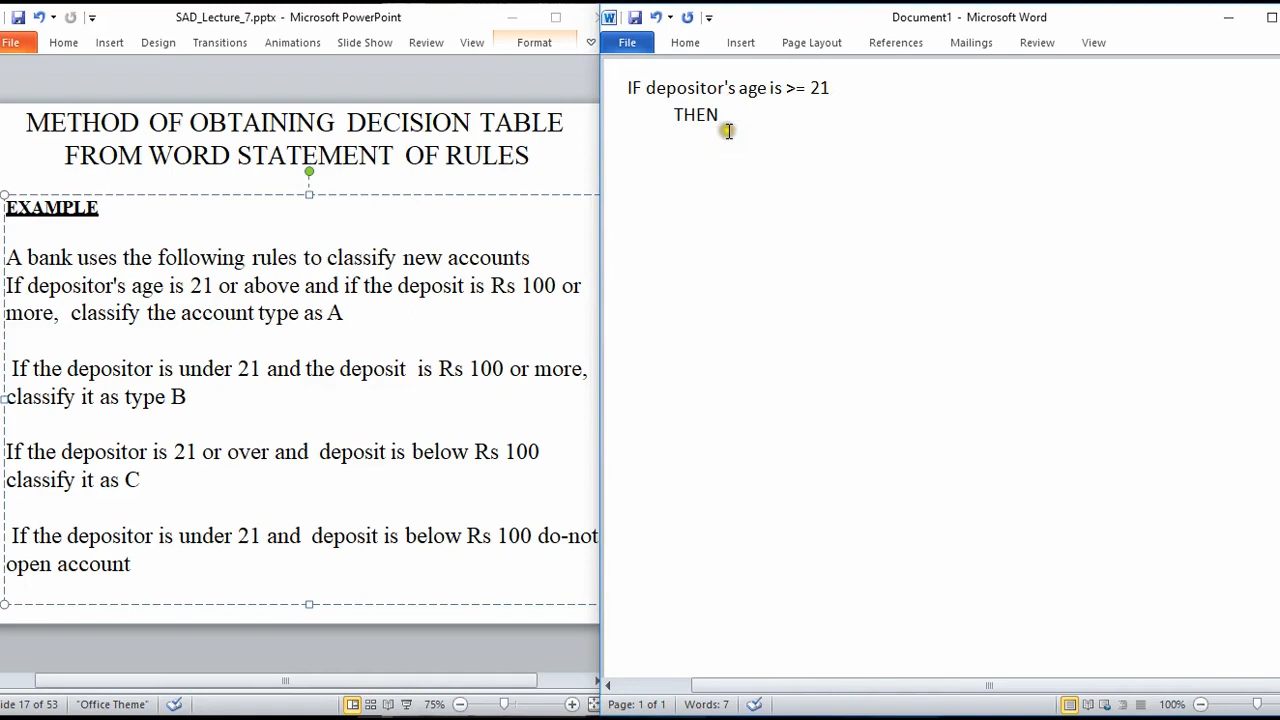 SAD_Lecture_7.pptx - Microsoft PowerPoint
File Home Insert Design Transitions Animations Slide Show Review View Format
METHOD OF OBTAINING DECISION TABLE
FROM WORD STATEMENT OF RULES
EXAMPLE
A bank uses the following rules to classify new accounts
If depositor's age is 21 or above and if the deposit is Rs 100 or
more, classify the account type as A
If the depositor is under 21 and the deposit is Rs 100 or more,
classify it as type B
If the depositor is 21 or over and deposit is below Rs 100
classify it as C
If the depositor is under 21 and deposit is below Rs 100 do-not
open account
lide 17 of 53 "Office Theme" 75%
Document1 - Microsoft Word
File Home Insert Page Layout References Mailings Review View
IF depositor's age is >= 21
THEN
Page: 1 of 1 Words: 7 100%